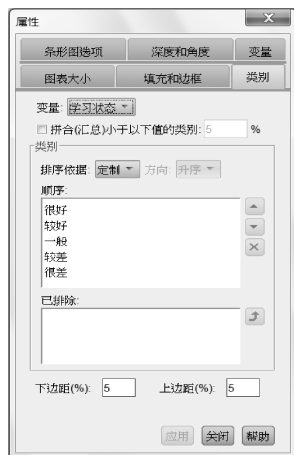 属性
条形图选项 深度和角度 变量
图表大小 填充和边框 类别
变量: 学习状态
拼合(汇总)小于以下值的类别: 5 %
类别
排序依据: 定制 方向: 升序
顺序:
很好
较好
一般
较差
很差
已排除:
下边距(%): 5 上边距(%): 5
应用 关闭 帮助